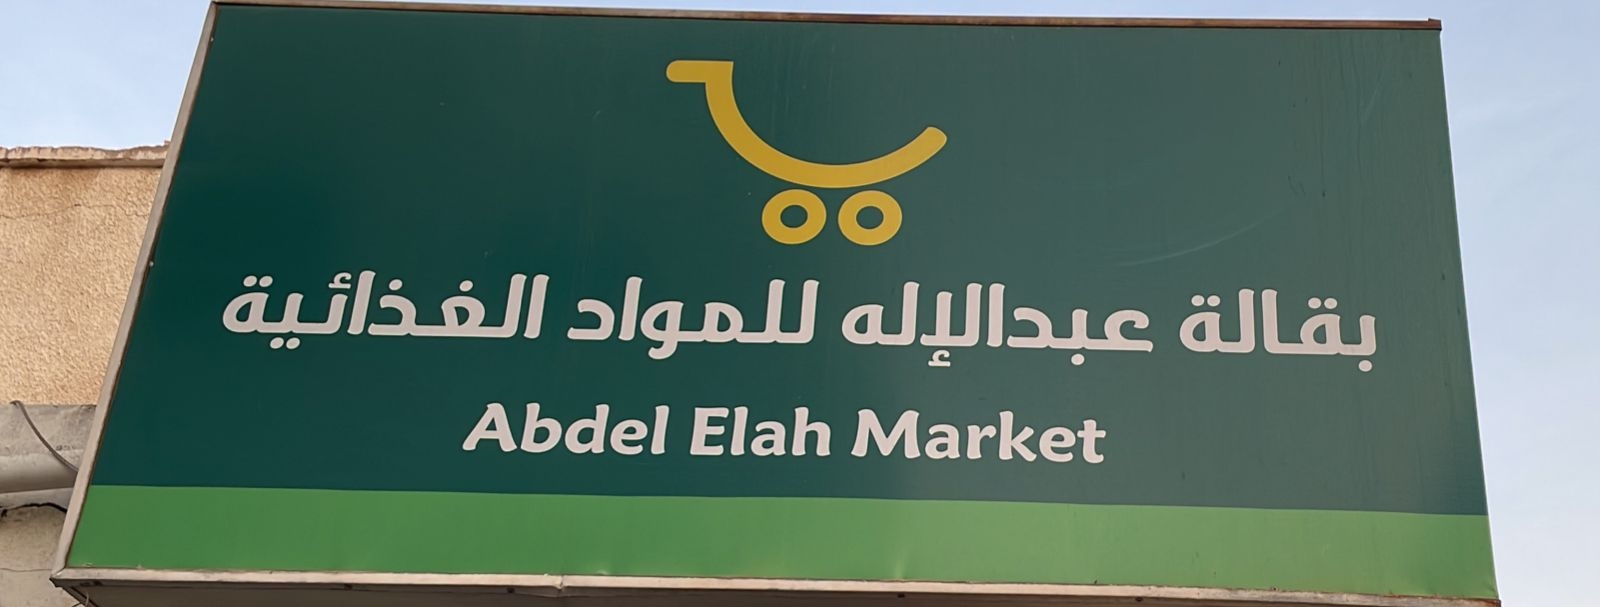 بقالة عبدالإله للمواد الغذائية
Abdel Elah Market